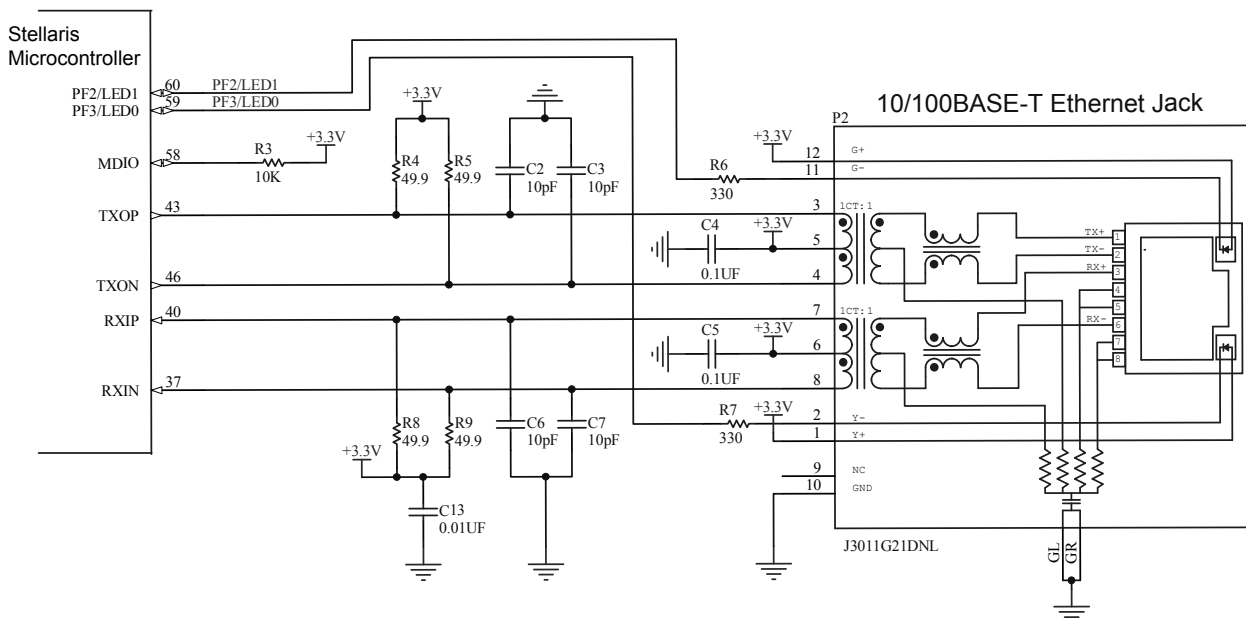 Stellaris
Microcontroller
PF2/LED1
PF3/LED0
MDIO
TXOP
TXON
RXIP
RXIN
60
59
58
43
46
40
37
PF2/LED1
PF3/LED0
R3
10K
+3.3V
+3.3V
R4
49.9
R5
49.9
C2
10pF
C3
10pF
R6
330
C4
0.1UF
+3.3V
C5
0.1UF
+3.3V
R7
330
+3.3V
R8
49.9
R9
49.9
C6
10pF
C7
10pF
+3.3V
C13
0.01UF
10/100BASE-T Ethernet Jack
P2
+3.3V
12
G+
11
G-
3
5
4
1CT:1
7
6
8
1CT:1
2
Y-
1
Y+
9
NC
10
GND
TX+
TX-
RX+
RX-
1
2
3
4
5
6
7
8
GL
GR
J3011G21DNL